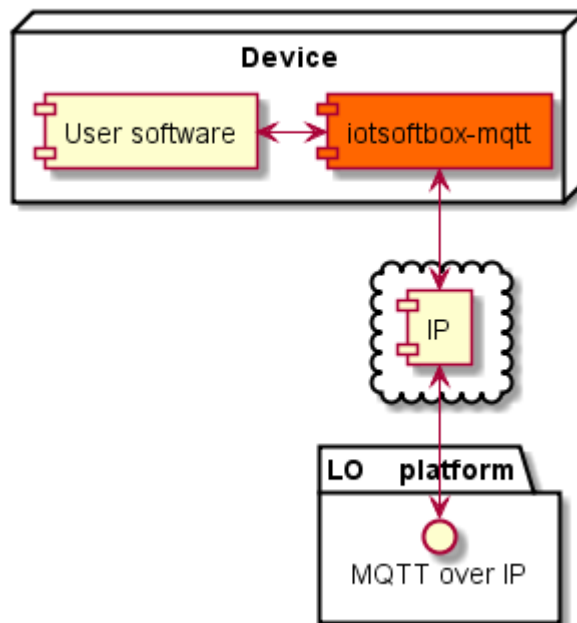 Device
User software
iotsoftbox-mqtt
IP
LO platform
MQTT over IP